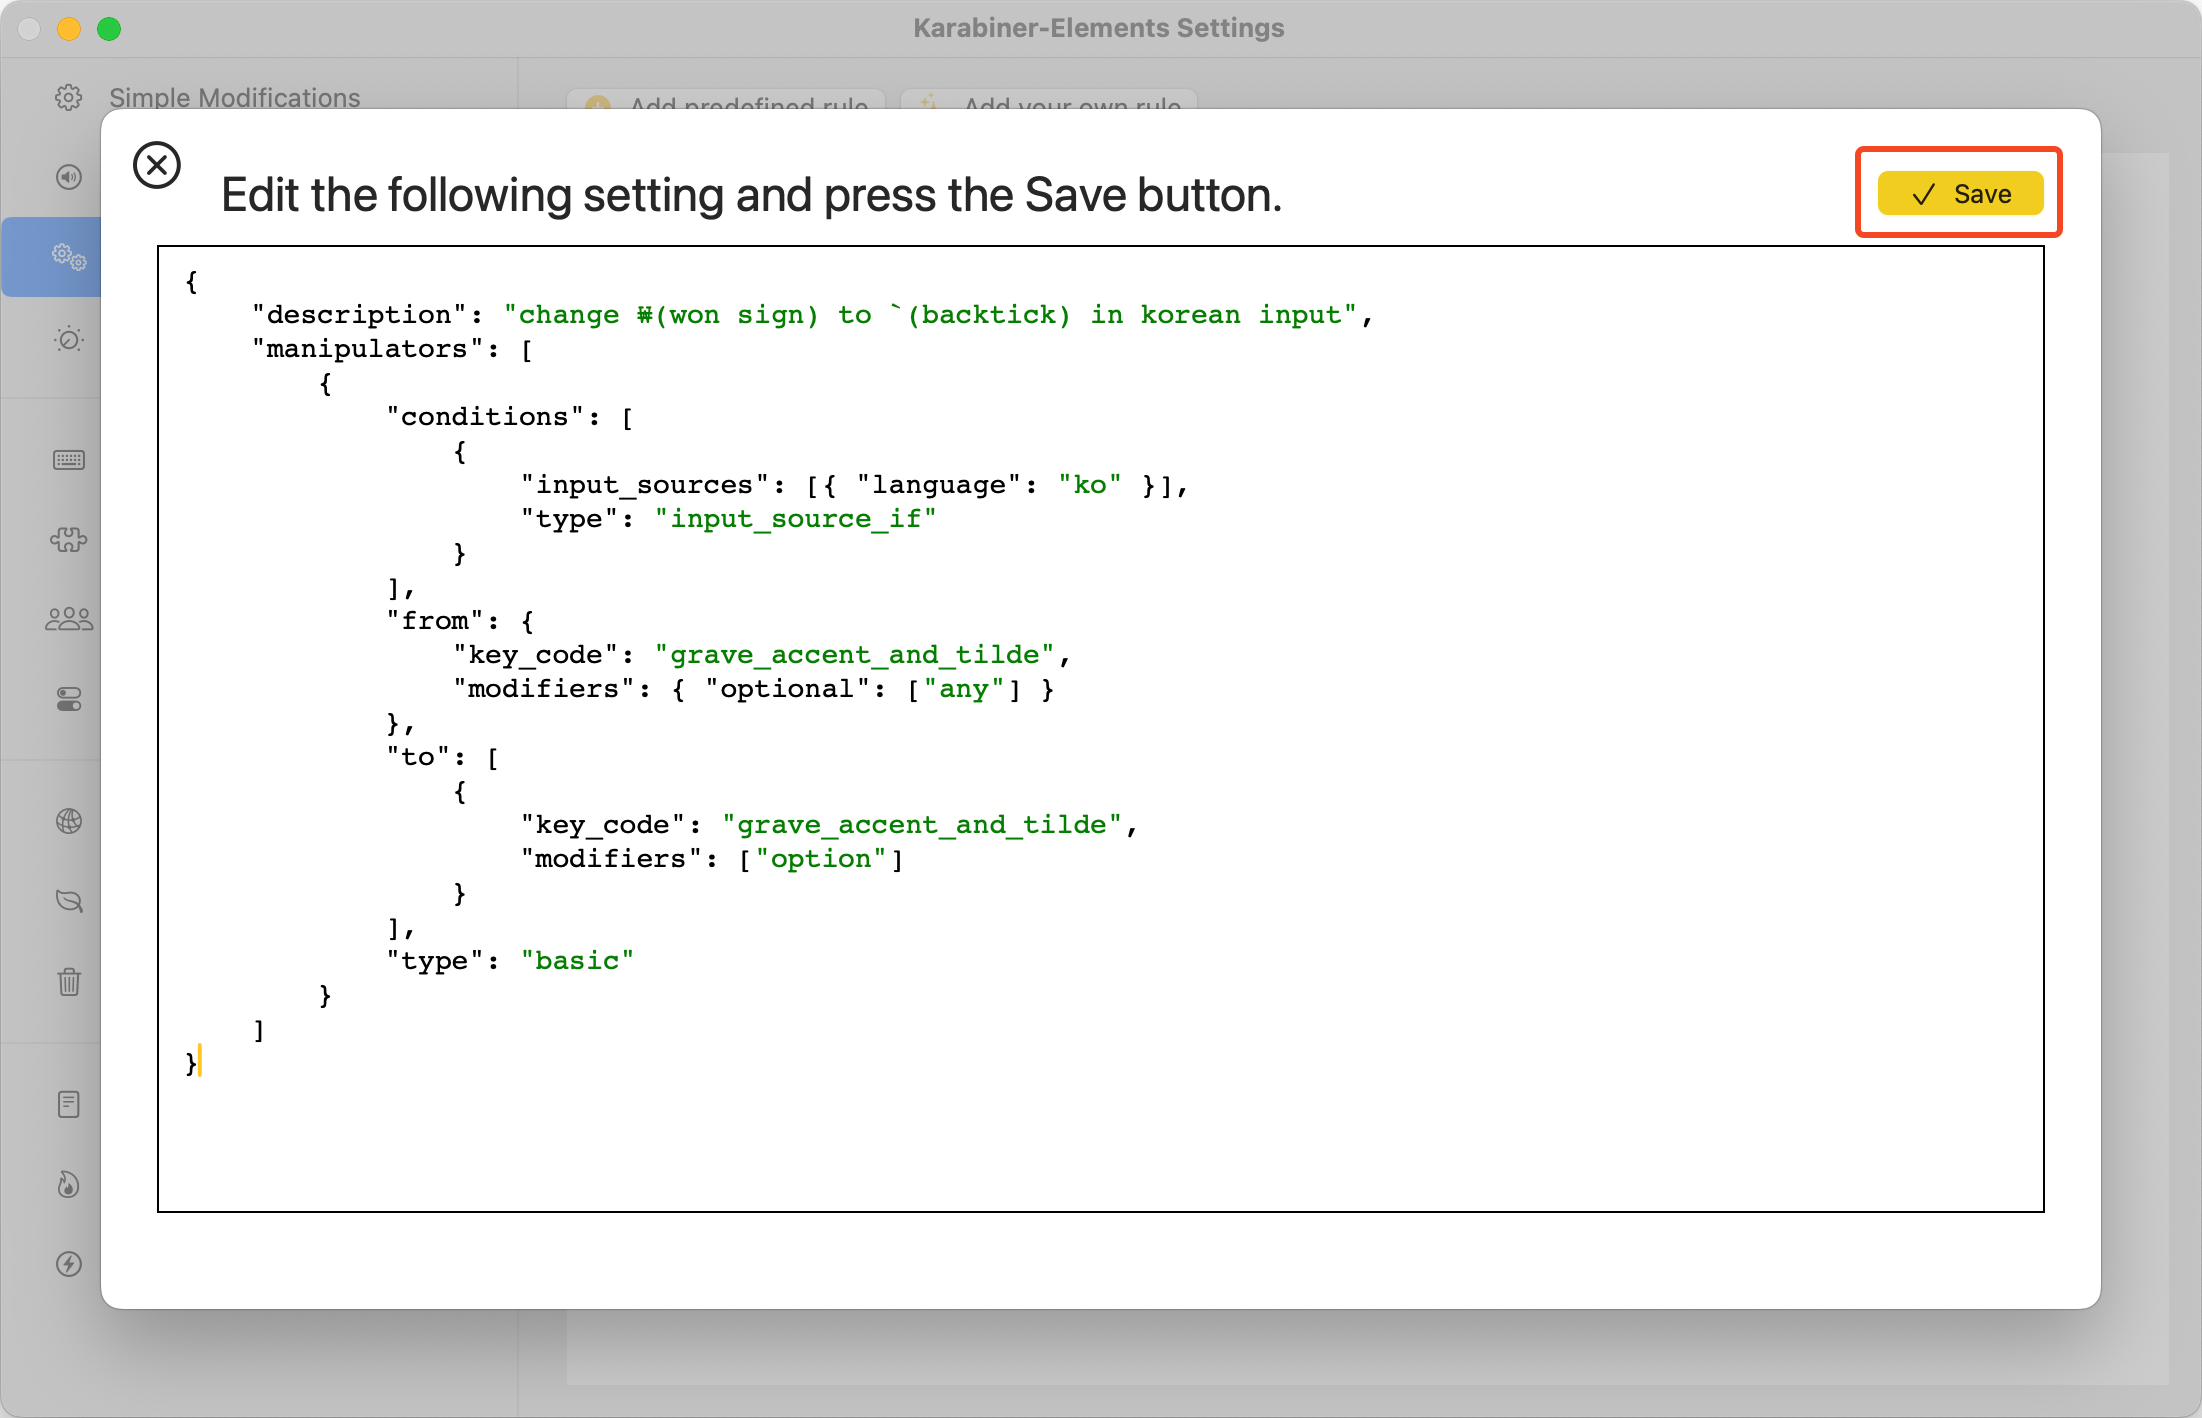 Karabiner-Elements Settings
Simple Modifications
Add predefined rule
Add your own rule
Edit the following setting and press the Save button.
Save
{
    "description": "change ₩(won sign) to `(backtick) in korean input",
    "manipulators": [
        {
            "conditions": [
                {
                    "input_sources": [{ "language": "ko" }],
                    "type": "input_source_if"
                }
            ],
            "from": {
                "key_code": "grave_accent_and_tilde",
                "modifiers": { "optional": ["any"] }
            },
            "to": [
                {
                    "key_code": "grave_accent_and_tilde",
                    "modifiers": ["option"]
                }
            ],
            "type": "basic"
        }
    ]
}